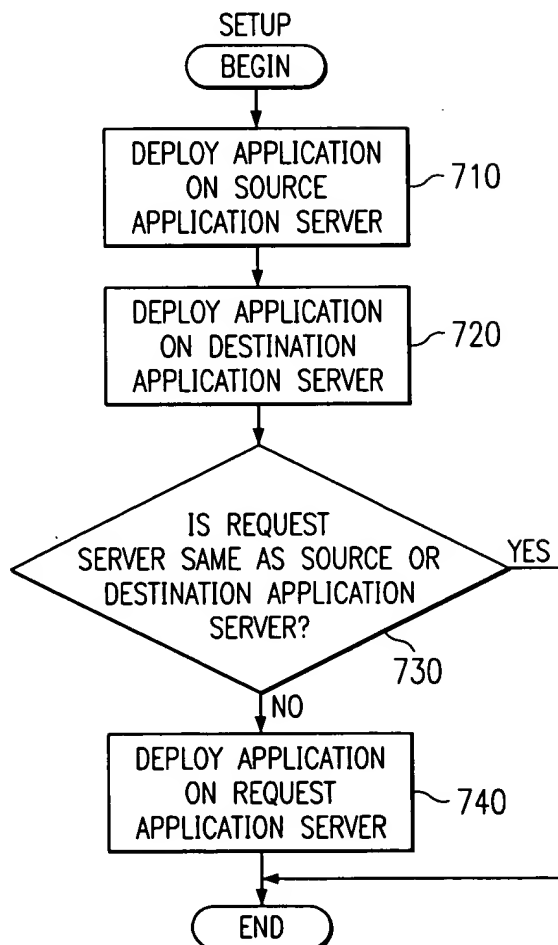 SETUP
BEGIN
DEPLOY APPLICATION
ON SOURCE
APPLICATION SERVER
710
DEPLOY APPLICATION
ON DESTINATION
APPLICATION SERVER
720
IS REQUEST
SERVER SAME AS SOURCE OR
DESTINATION APPLICATION
SERVER?
YES
730
NO
DEPLOY APPLICATION
ON REQUEST
APPLICATION SERVER
740
END